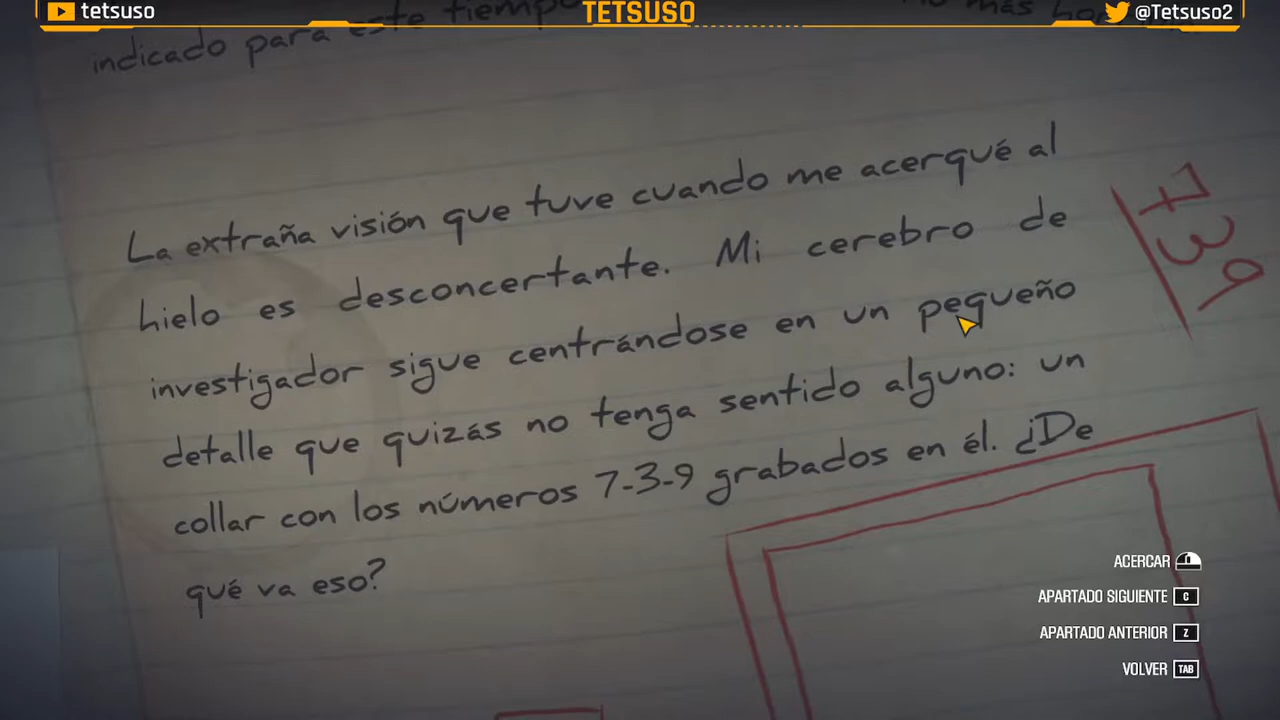 tetsuso
TETSUSO
@Tetsuso2
indicado para este tiempo
más
La extraña visión que tuve cuando me acerqué al
hielo es desconcertante. Mi cerebro de
investigador sigue centrándose en un pequeño
detalle que quizás no tenga sentido alguno: un
collar con los números 7-3-9 grabados en él. ¿De
qué va eso?
739
ACERCAR
APARTADO SIGUIENTE C
APARTADO ANTERIOR Z
VOLVER TAB